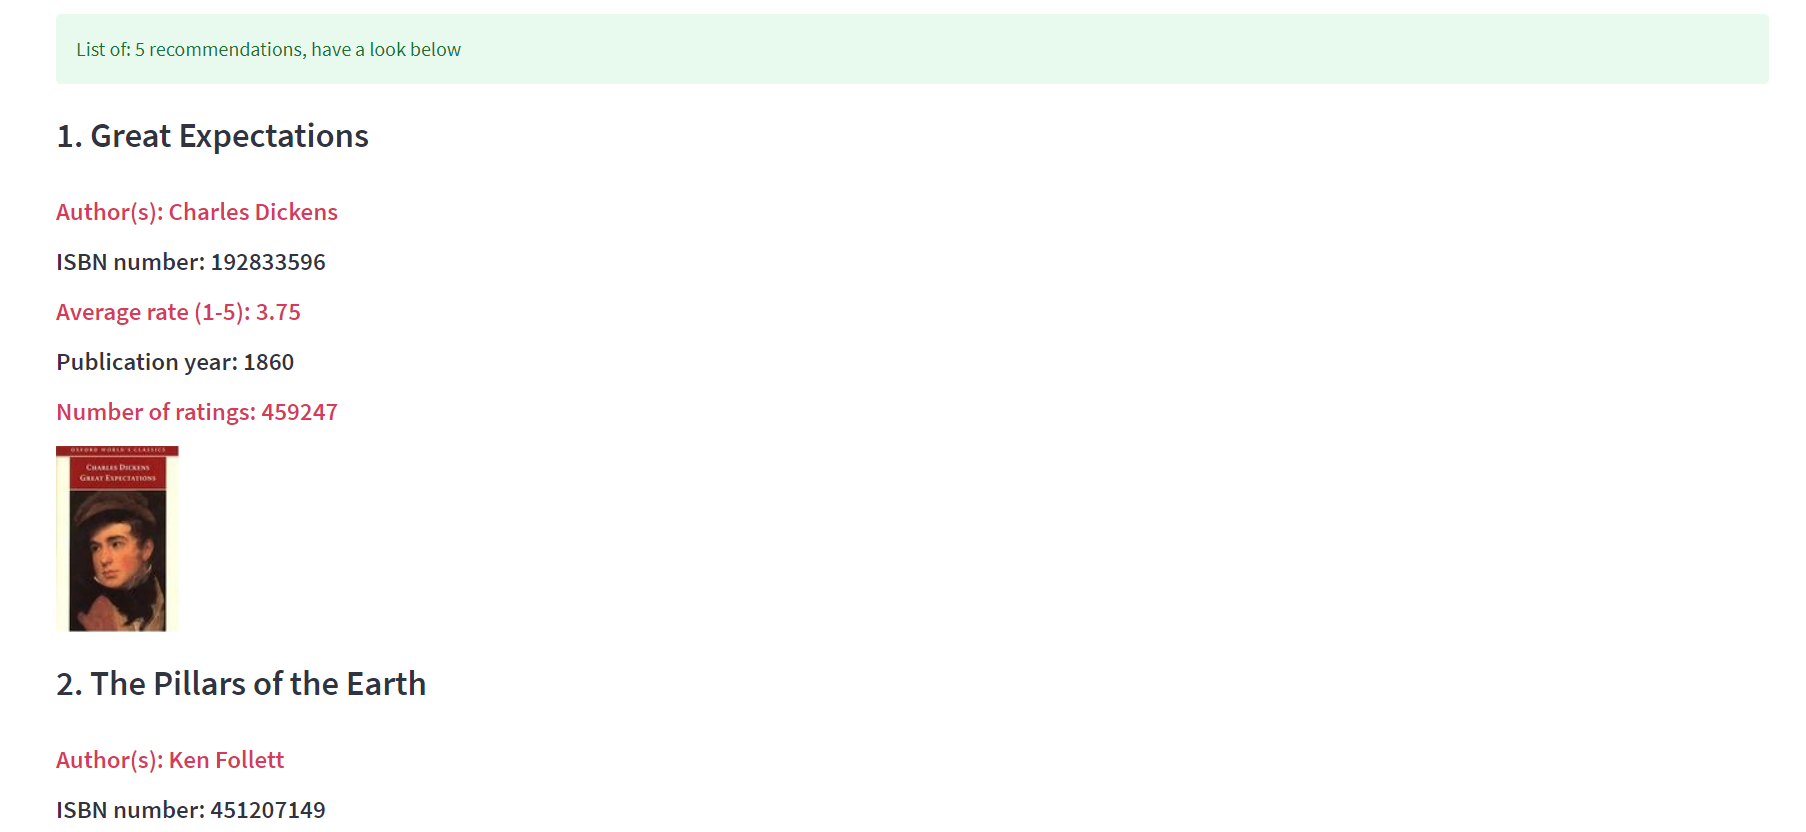 List of: 5 recommendations, have a look below
1. Great Expectations
Author(s): Charles Dickens
ISBN number: 192833596
Average rate (1-5): 3.75
Publication year: 1860
Number of ratings: 459247
OXFORD WORLD'S CLASSICS
CHARLES DICKENS
GREAT EXPECTATIONS
2. The Pillars of the Earth
Author(s): Ken Follett
ISBN number: 451207149